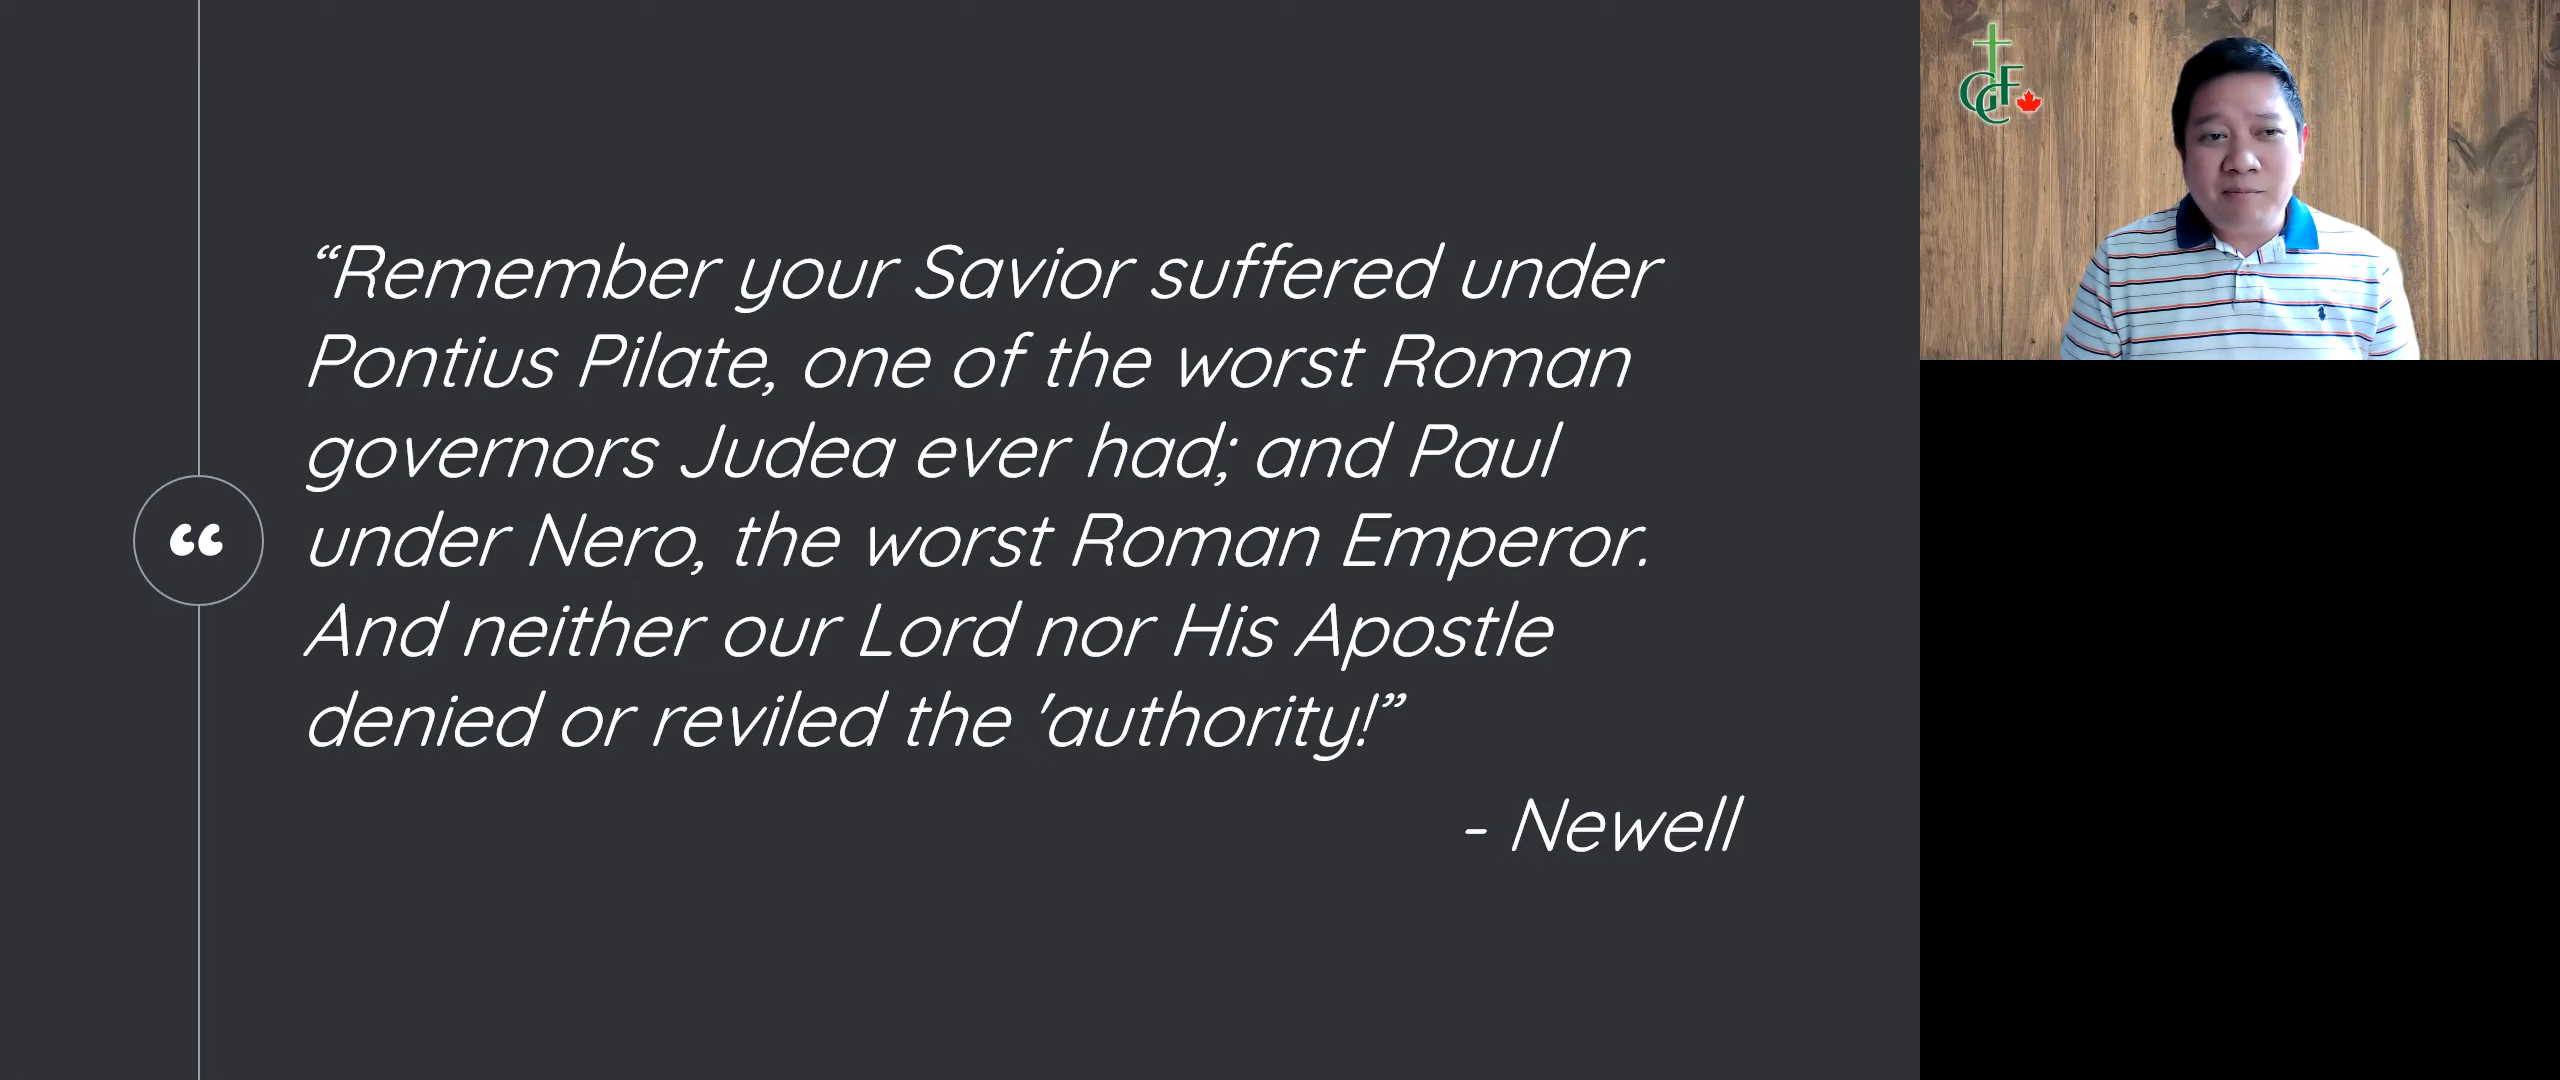 “Remember your Savior suffered under
Pontius Pilate, one of the worst Roman
governors Judea ever had; and Paul
under Nero, the worst Roman Emperor.
And neither our Lord nor His Apostle
denied or reviled the 'authority!”
- Newell
GCF